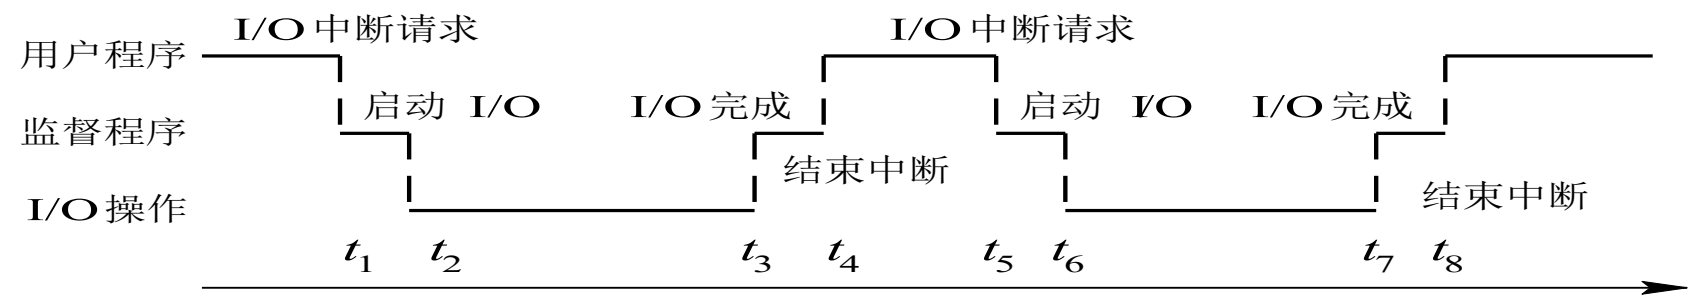 I/O 中断请求 I/O 中断请求
用户程序
启动 I/O I/O 完成 启动 I/O I/O 完成
监督程序
结束中断 结束中断
I/O 操作
t1 t2 t3 t4 t5 t6 t7 t8